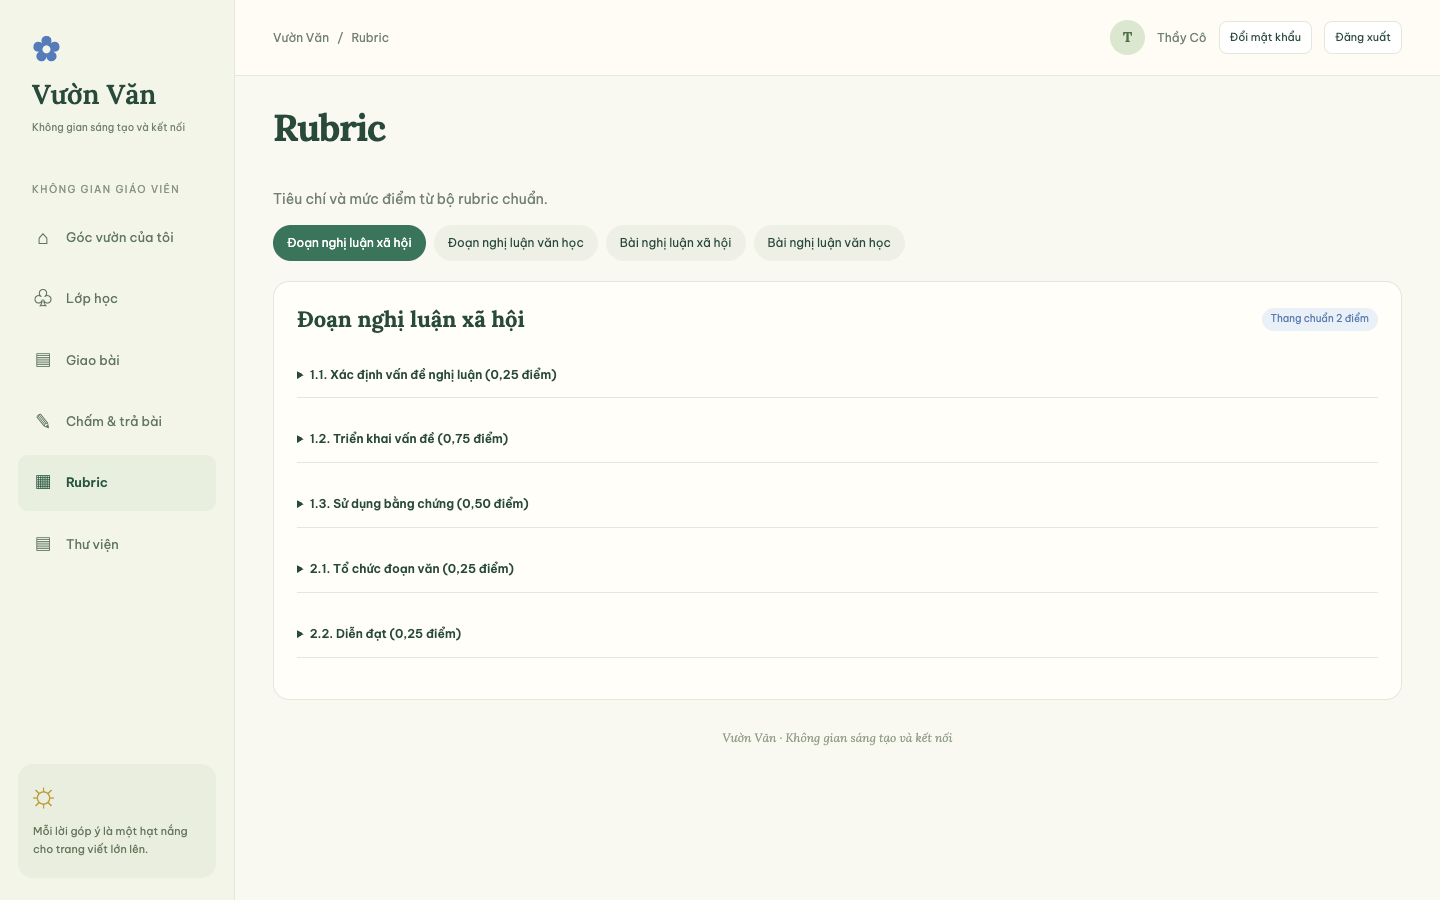 Vườn Văn
Không gian sáng tạo và kết nối
KHÔNG GIAN GIÁO VIÊN
Góc vườn của tôi
Lớp học
Giao bài
Chấm & trả bài
Rubric
Thư viện
Mỗi lời góp ý là một hạt nắng
cho trang viết lớn lên.
Vườn Văn / Rubric
T Thầy Cô Đổi mật khẩu Đăng xuất
Rubric
Tiêu chí và mức điểm từ bộ rubric chuẩn.
Đoạn nghị luận xã hội Đoạn nghị luận văn học Bài nghị luận xã hội Bài nghị luận văn học
Đoạn nghị luận xã hội Thang chuẩn 2 điểm
1.1. Xác định vấn đề nghị luận (0,25 điểm)
1.2. Triển khai vấn đề (0,75 điểm)
1.3. Sử dụng bằng chứng (0,50 điểm)
2.1. Tổ chức đoạn văn (0,25 điểm)
2.2. Diễn đạt (0,25 điểm)
Vườn Văn · Không gian sáng tạo và kết nối